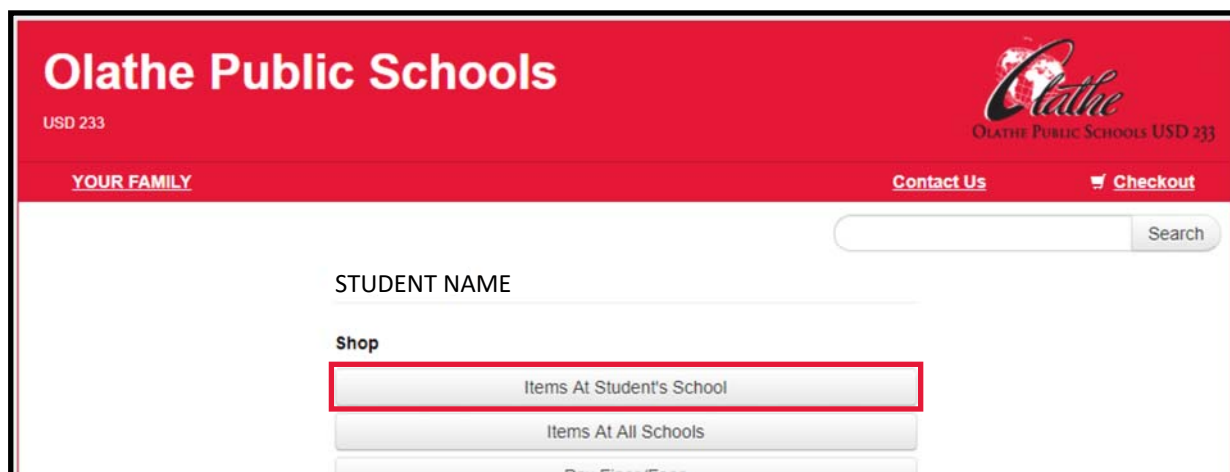 Olathe Public Schools
USD 233
Olathe
OLATHE PUBLIC SCHOOLS USD 233
YOUR FAMILY
Contact Us
Checkout
Search
STUDENT NAME
Shop
Items At Student's School
Items At All Schools